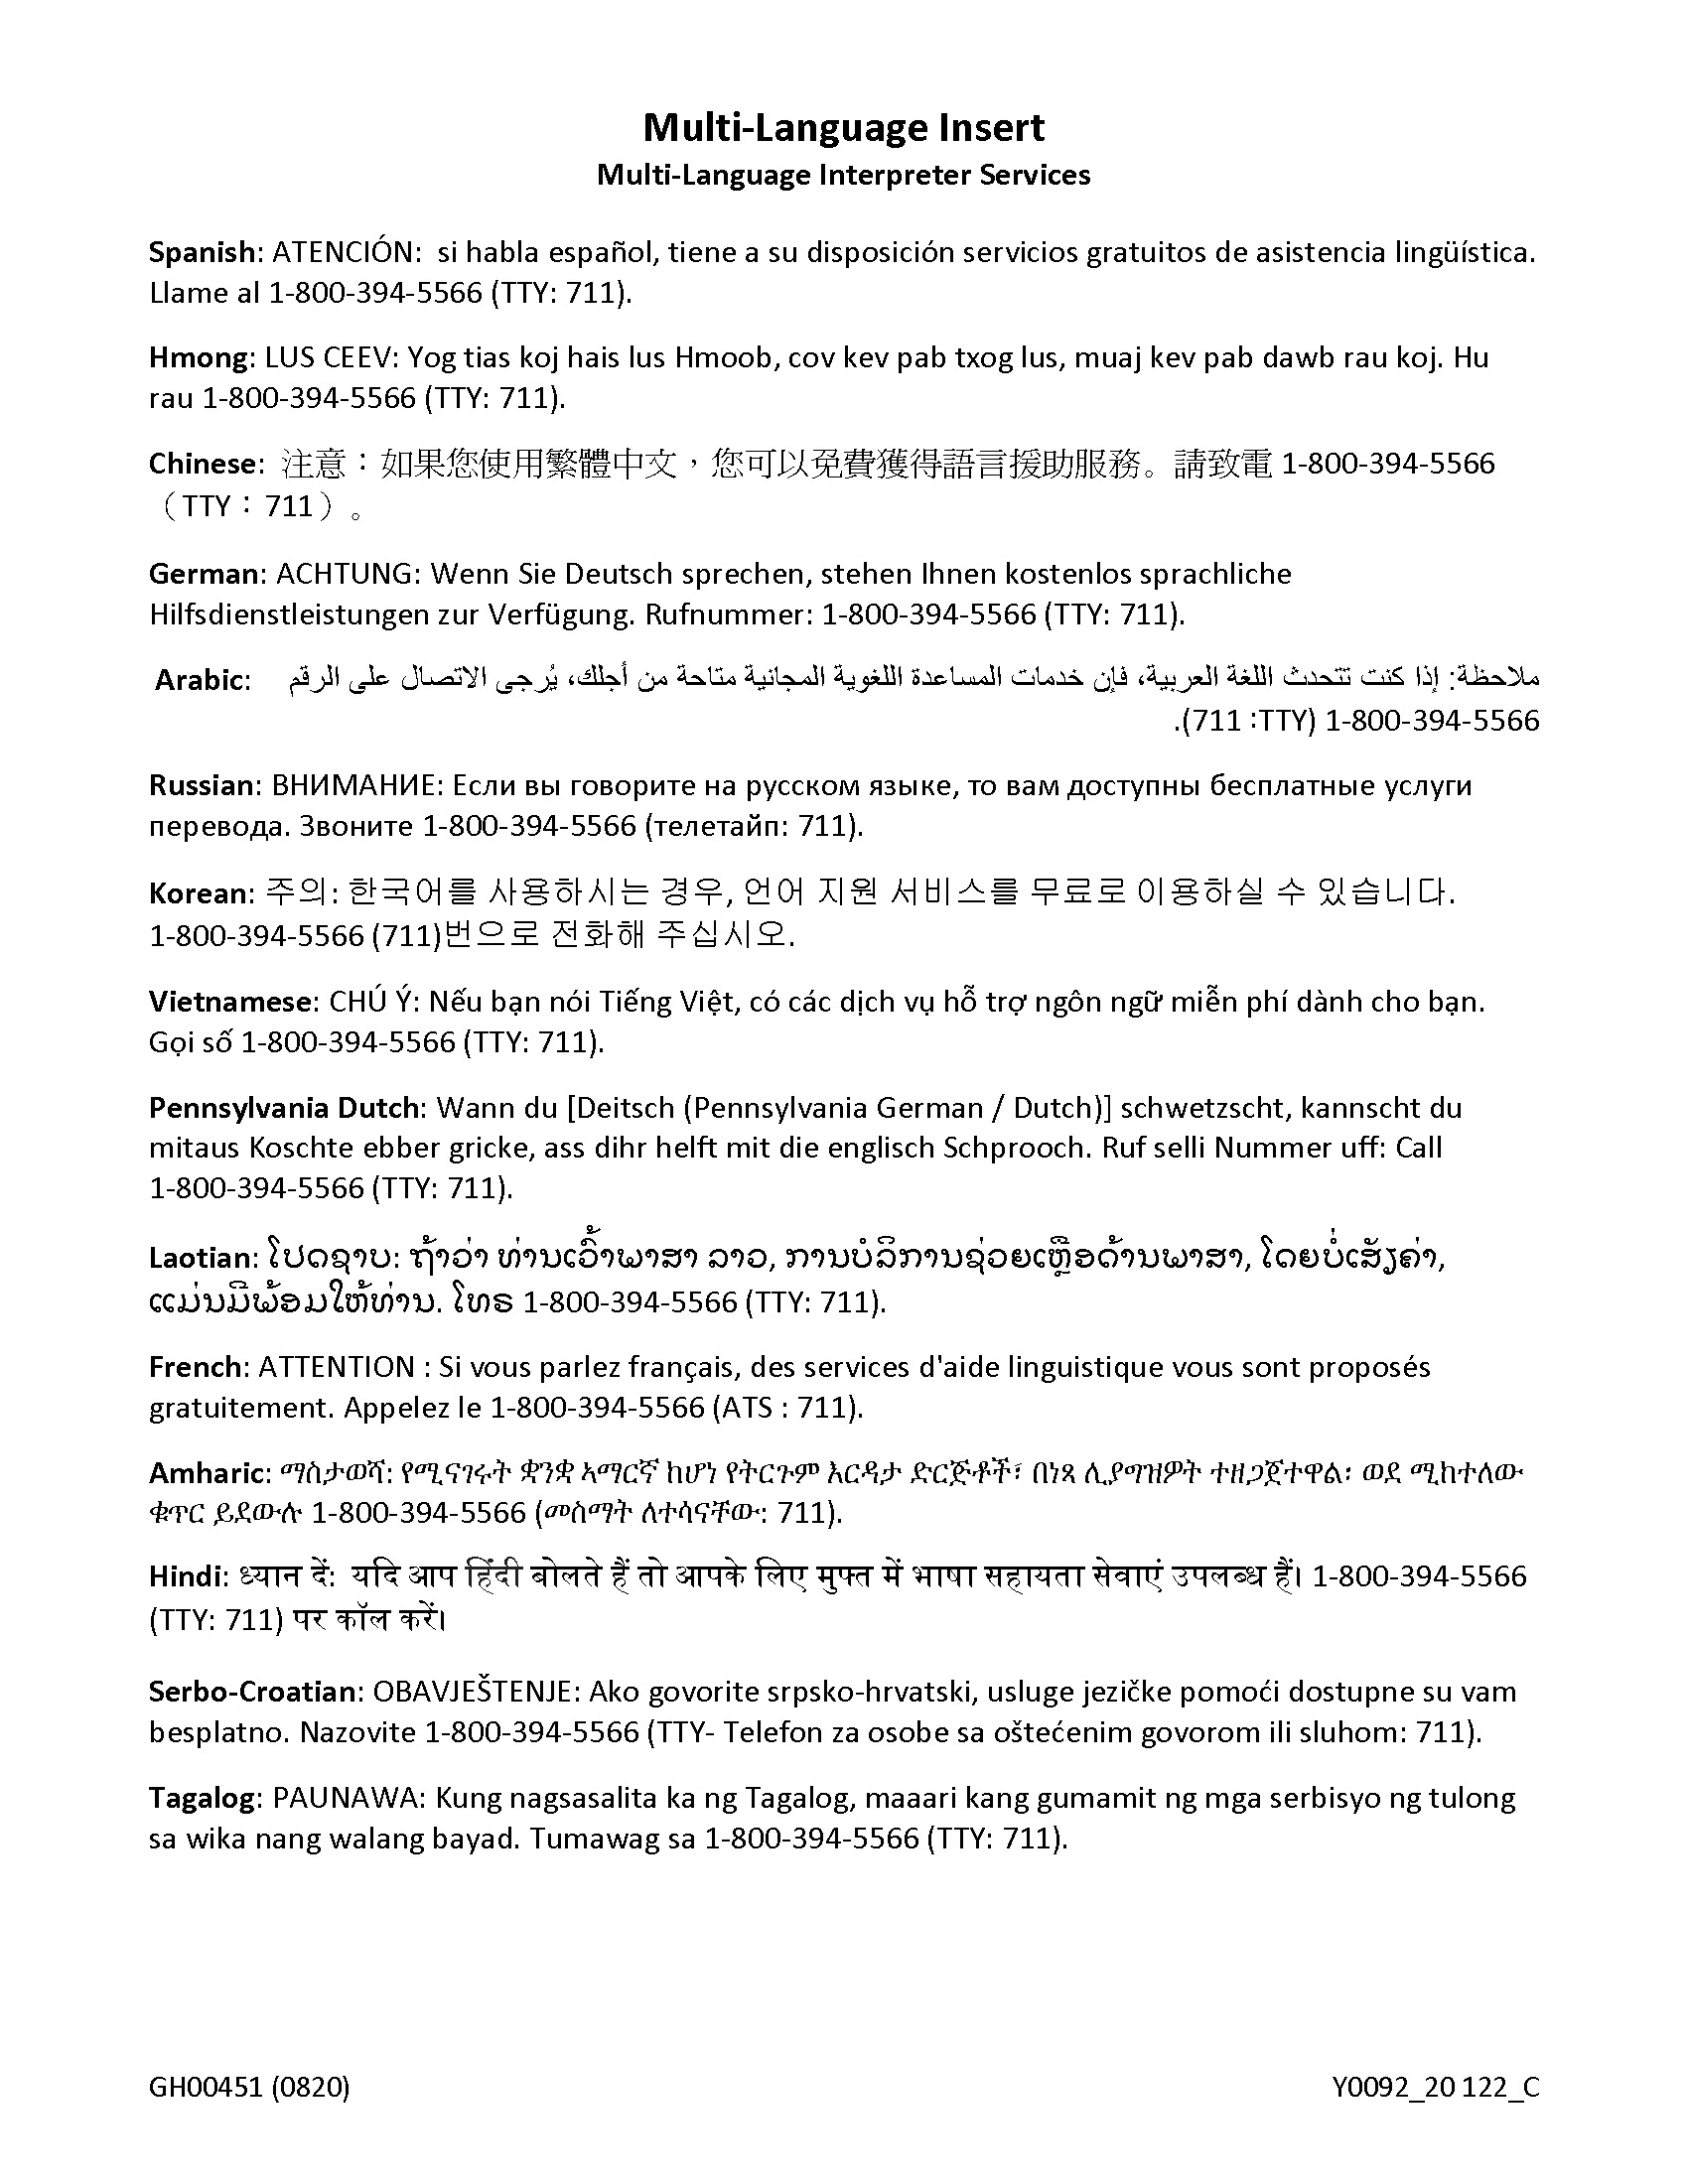 Multi-Language Insert
Multi-Language Interpreter Services
Spanish: ATENCIÓN:  si habla español, tiene a su disposición servicios gratuitos de asistencia lingüística.
Llame al 1-800-394-5566 (TTY: 711).
Hmong: LUS CEEV: Yog tias koj hais lus Hmoob, cov kev pab txog lus, muaj kev pab dawb rau koj. Hu
rau 1-800-394-5566 (TTY: 711).
Chinese:  注意：如果您使用繁體中文，您可以免費獲得語言援助服務。請致電 1-800-394-5566
（TTY：711）。
German: ACHTUNG: Wenn Sie Deutsch sprechen, stehen Ihnen kostenlos sprachliche
Hilfsdienstleistungen zur Verfügung. Rufnummer: 1-800-394-5566 (TTY: 711).
Arabic: ملاحظة: إذا كنت تتحدث اللغة العربية، فإن خدمات المساعدة اللغوية المجانية متاحة من أجلك، يُرجى الاتصال على الرقم
1-800-394-5566 (TTY: 711).
Russian: ВНИМАНИЕ: Если вы говорите на русском языке, то вам доступны бесплатные услуги
перевода. Звоните 1-800-394-5566 (телетайп: 711).
Korean: 주의: 한국어를 사용하시는 경우, 언어 지원 서비스를 무료로 이용하실 수 있습니다.
1-800-394-5566 (711)번으로 전화해 주십시오.
Vietnamese: CHÚ Ý: Nếu bạn nói Tiếng Việt, có các dịch vụ hỗ trợ ngôn ngữ miễn phí dành cho bạn.
Gọi số 1-800-394-5566 (TTY: 711).
Pennsylvania Dutch: Wann du [Deitsch (Pennsylvania German / Dutch)] schwetzscht, kannscht du
mitaus Koschte ebber gricke, ass dihr helft mit die englisch Schprooch. Ruf selli Nummer uff: Call
1-800-394-5566 (TTY: 711).
Laotian: ໂປດຊາບ: ຖ້າວ່າ ທ່ານເວົ້າພາສາ ລາວ, ການບໍລິການຊ່ວຍເຫຼືອດ້ານພາສາ, ໂດຍບໍ່ເສັຽຄ່າ,
ແມ່ນມີພ້ອມໃຫ້ທ່ານ. ໂທຣ 1-800-394-5566 (TTY: 711).
French: ATTENTION : Si vous parlez français, des services d'aide linguistique vous sont proposés
gratuitement. Appelez le 1-800-394-5566 (ATS : 711).
Amharic: ማስታወሻ: የሚናገሩት ቋንቋ ኣማርኛ ከሆነ የትርጉም እርዳታ ድርጅቶች፣ በነጻ ሊያግዝዎት ተዘጋጀተዋል፡ ወደ ሚከተለው
ቁጥር ይደውሉ 1-800-394-5566 (መስማት ለተሳናቸው: 711).
Hindi: ध्यान दें:  यदि आप हिंदी बोलते हैं तो आपके लिए मुफ्त में भाषा सहायता सेवाएं उपलब्ध हैं। 1-800-394-5566
(TTY: 711) पर कॉल करें।
Serbo-Croatian: OBAVJEŠTENJE: Ako govorite srpsko-hrvatski, usluge jezičke pomoći dostupne su vam
besplatno. Nazovite 1-800-394-5566 (TTY- Telefon za osobe sa oštećenim govorom ili sluhom: 711).
Tagalog: PAUNAWA: Kung nagsasalita ka ng Tagalog, maaari kang gumamit ng mga serbisyo ng tulong
sa wika nang walang bayad. Tumawag sa 1-800-394-5566 (TTY: 711).
GH00451 (0820)
Y0092_20 122_C